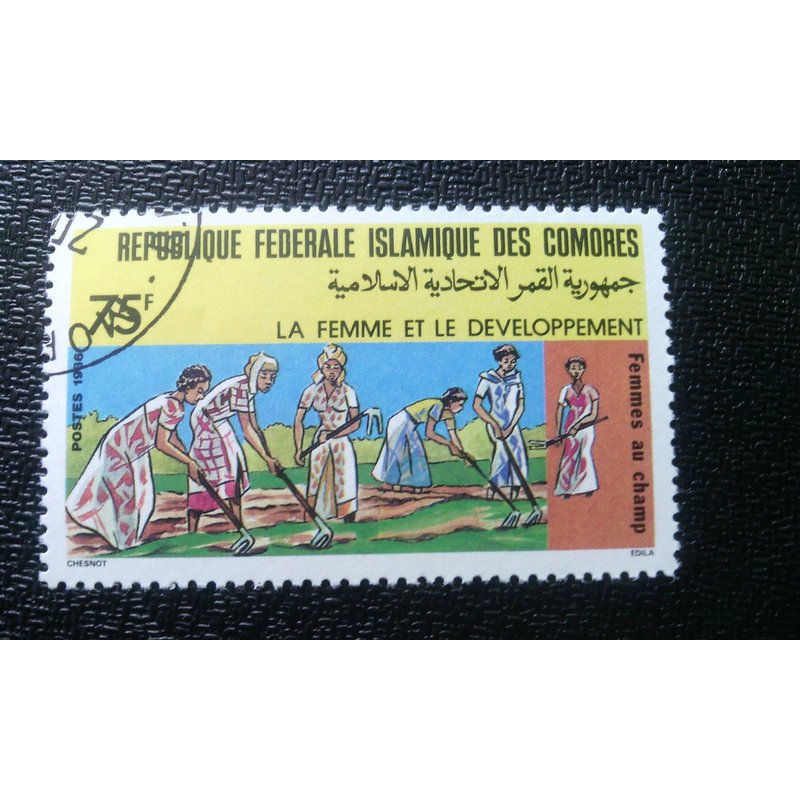 REPUBLIQUE FEDERALE ISLAMIQUE DES COMORES
جمهورية القمر الاتحادية الاسلامية
75F
LA FEMME ET LE DEVELOPPEMENT
POSTES 1986
Femmes au champ
CHESNOT
EDILA